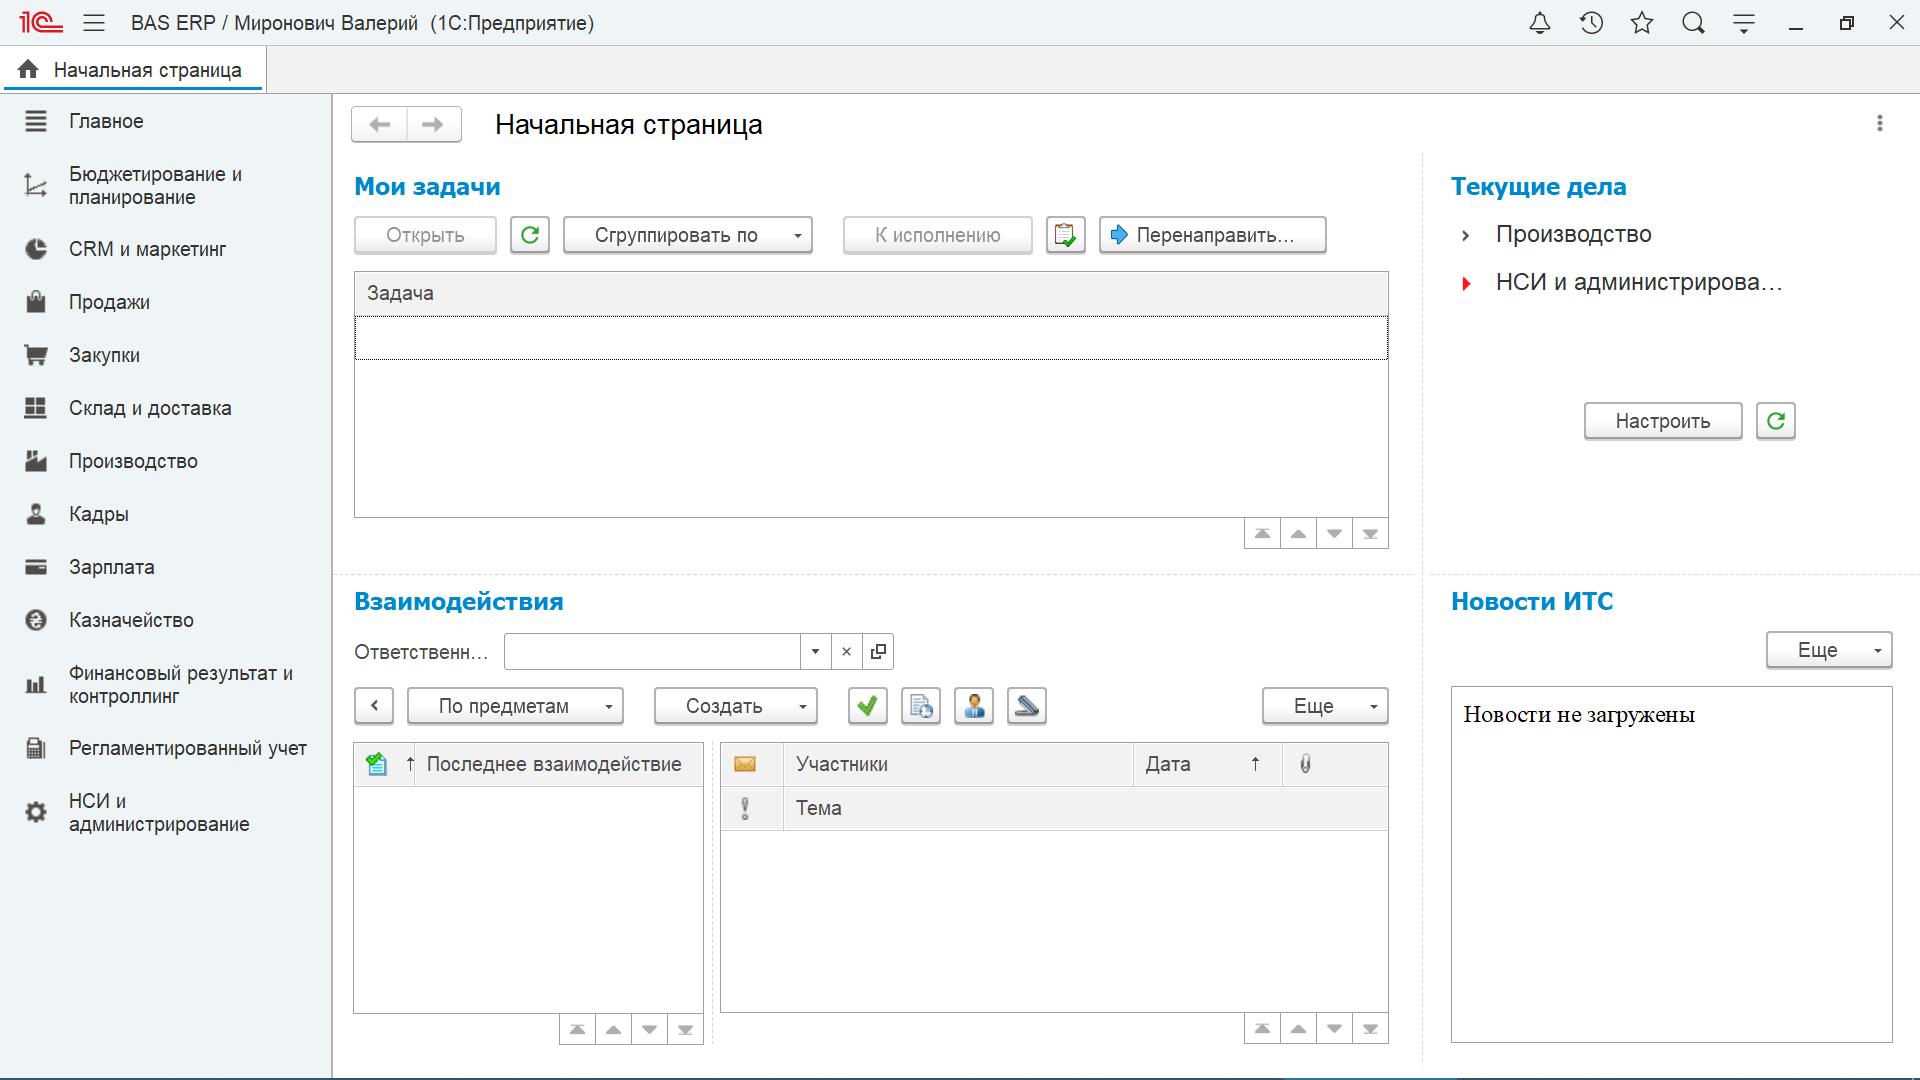 1С BAS ERP / Миронович Валерий (1С:Предприятие)
Начальная страница
Главное
Бюджетирование и
планирование
CRM и маркетинг
Продажи
Закупки
Склад и доставка
Производство
Кадры
Зарплата
Казначейство
Финансовый результат и
контроллинг
Регламентированный учет
НСИ и
администрирование
Начальная страница
Мои задачи
Открыть Сгруппировать по К исполнению Перенаправить...
Задача
Текущие дела
Производство
НСИ и администрирова...
Настроить
Взаимодействия
Ответственн...
По предметам Создать Еще
Последнее взаимодействие
Участники Дата
Тема
Новости ИТС
Еще
Новости не загружены